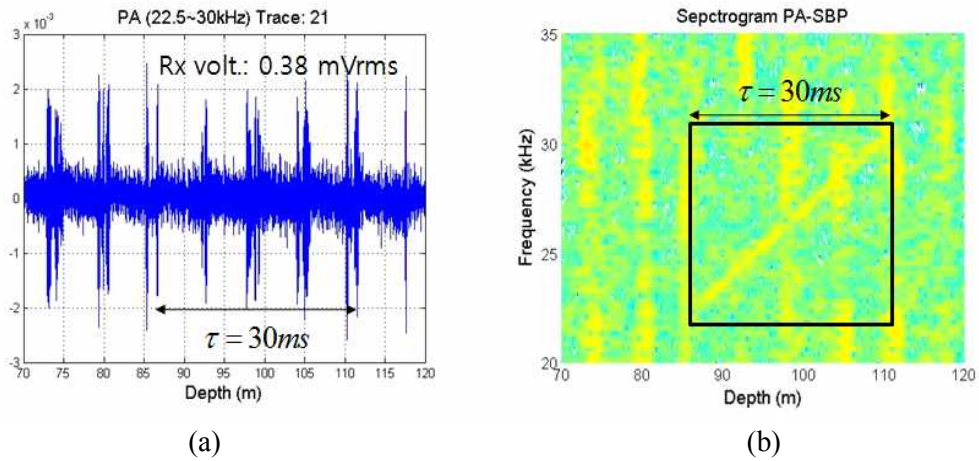 PA (22.5~30kHz) Trace: 21
x 10-3
3
2
1
0
-1
-2
-3
Rx volt.: 0.38 mVrms
τ = 30ms
70 75 80 85 90 95 100 105 110 115 120
Depth (m)
(a)
Sepctrogram PA-SBP
35
30
25
20
Frequency (kHz)
τ = 30ms
70 80 90 100 110 120
Depth (m)
(b)